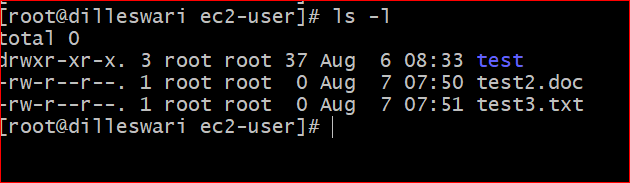 [root@dilleswari ec2-user]# ls -l
total 0
drwxr-xr-x. 3 root root 37 Aug  6 08:33 test
-rw-r--r--. 1 root root  0 Aug  7 07:50 test2.doc
-rw-r--r--. 1 root root  0 Aug  7 07:51 test3.txt
[root@dilleswari ec2-user]#